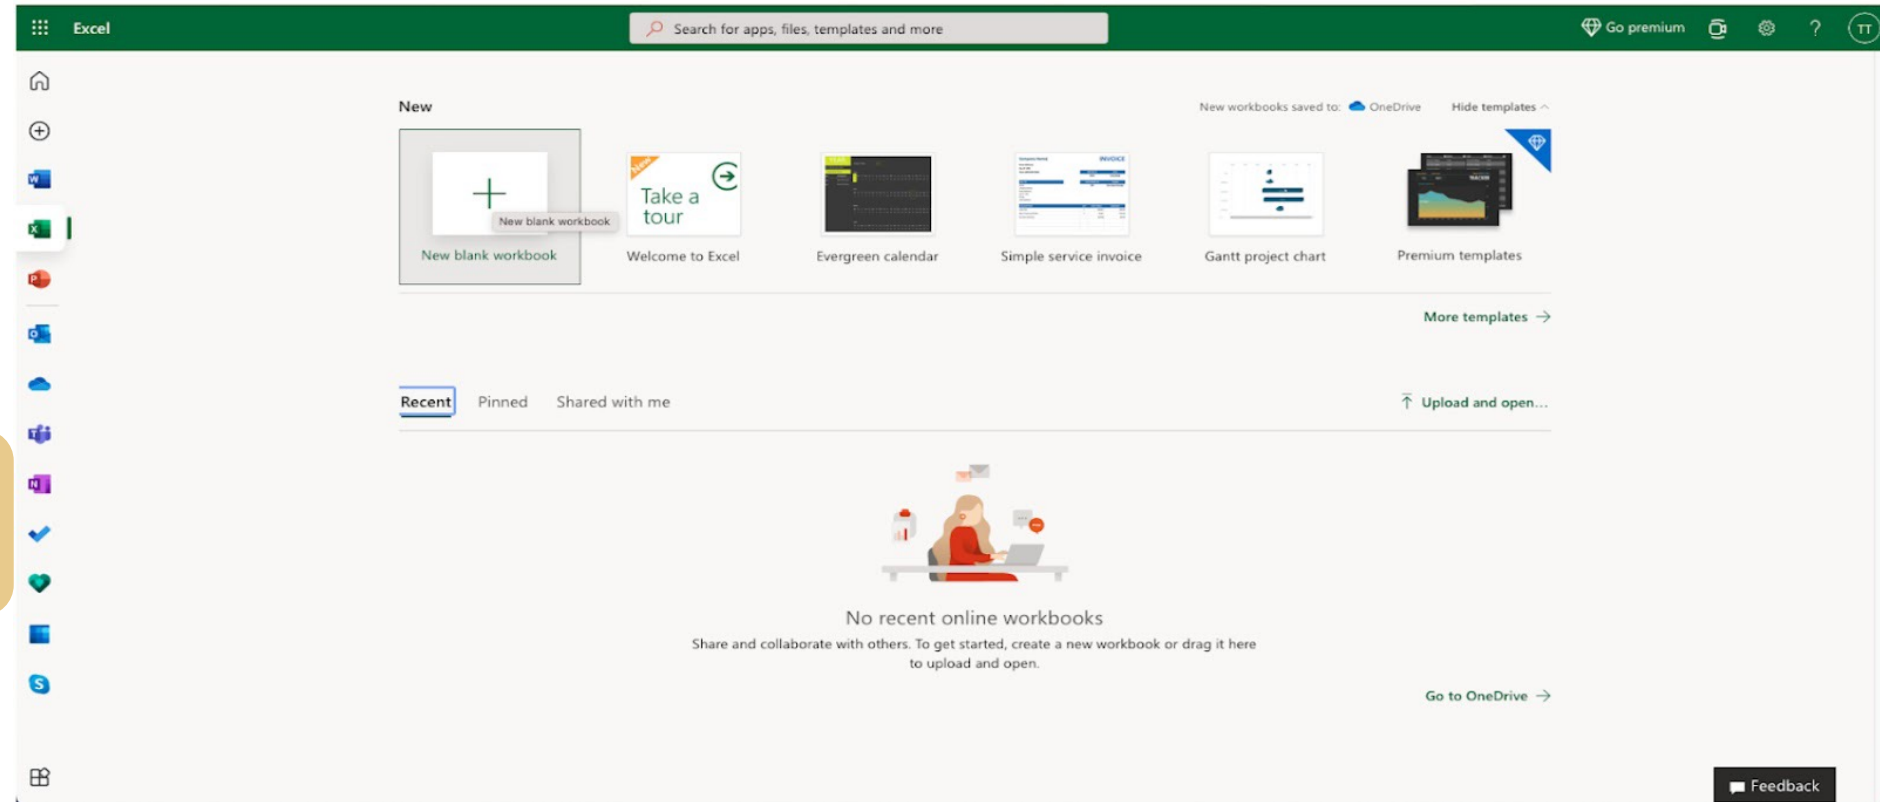 Excel
Search for apps, files, templates and more
Go premium
?
TT
New
New workbooks saved to: OneDrive
Hide templates
New
Take a
tour
New blank workbook
INVOICE
New blank workbook
Welcome to Excel
Evergreen calendar
Simple service invoice
Gantt project chart
Premium templates
More templates
Recent
Pinned
Shared with me
Upload and open...
No recent online workbooks
Share and collaborate with others. To get started, create a new workbook or drag it here
to upload and open.
Go to OneDrive
Feedback